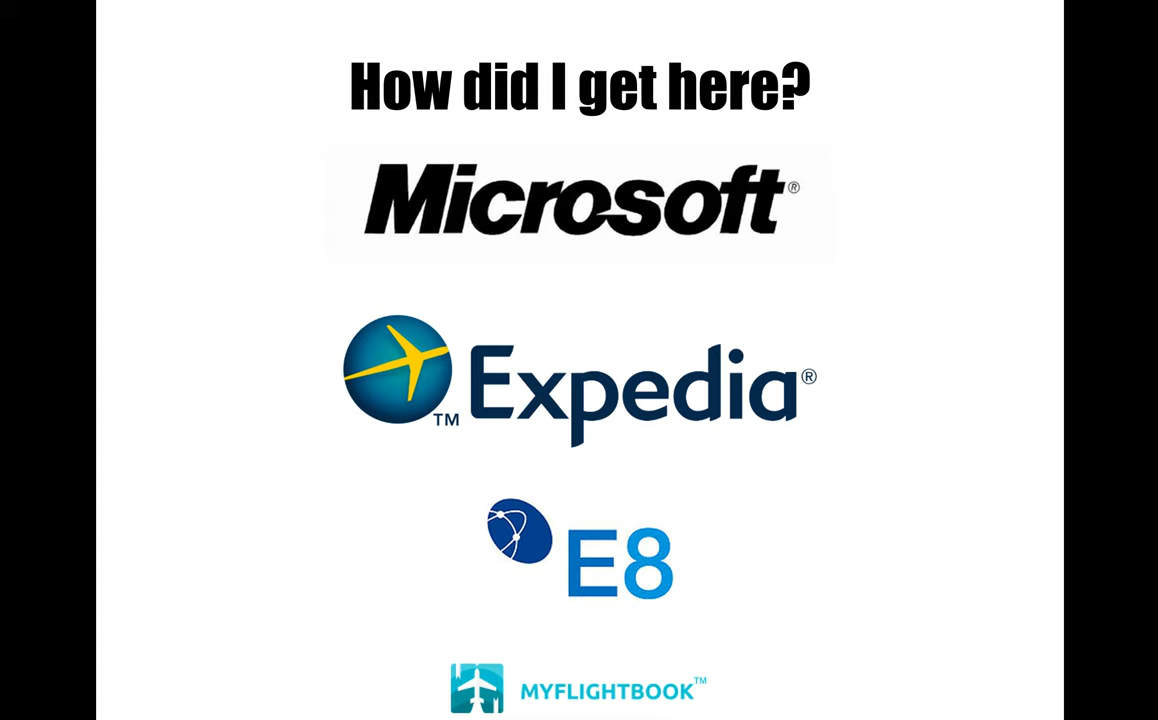 How did I get here?
Microsoft®
Expedia®
TM
E8
MYFLIGHTBOOK™